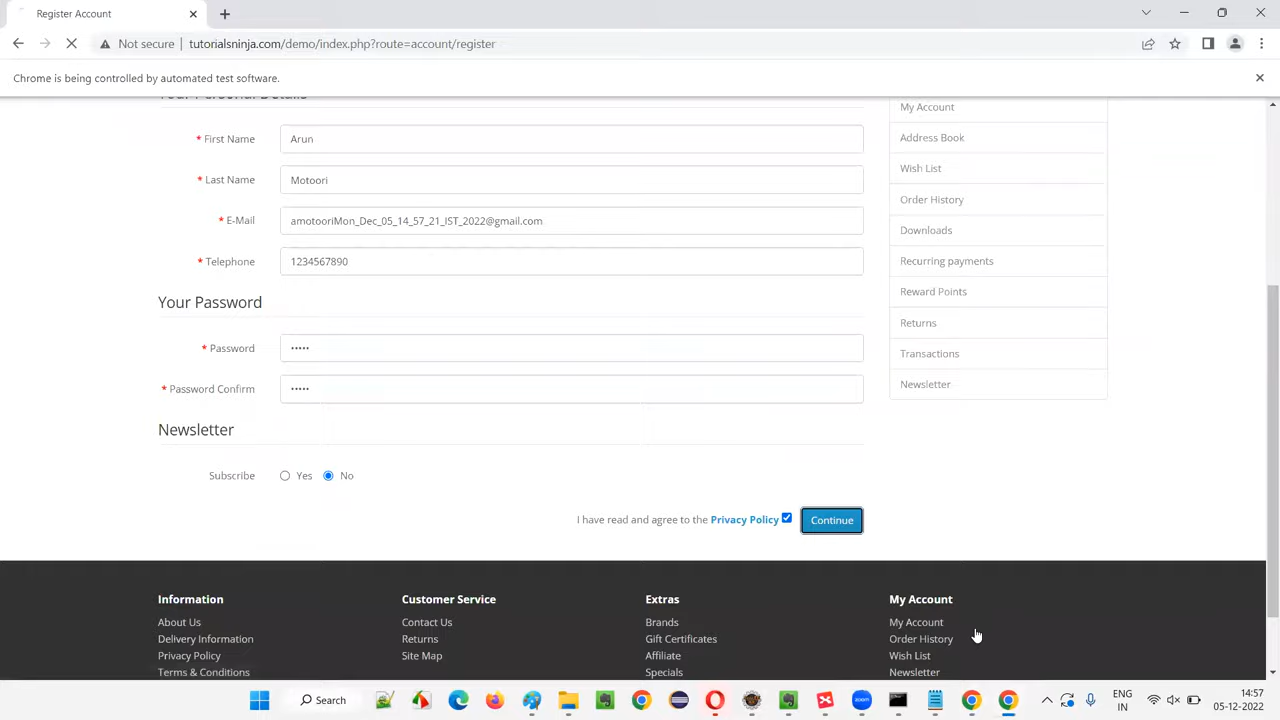 Register Account
Not secure
tutorialsninja.com/demo/index.php?route=account/register
Chrome is being controlled by automated test software.
Your Personal Details
* First Name
Arun
* Last Name
Motoori
* E-Mail
amotooriMon_Dec_05_14_57_21_IST_2022@gmail.com
* Telephone
1234567890
Your Password
* Password
•••••
* Password Confirm
•••••
Newsletter
Subscribe
Yes
No
I have read and agree to the Privacy Policy
Continue
My Account
Address Book
Wish List
Order History
Downloads
Recurring payments
Reward Points
Returns
Transactions
Newsletter
Information
About Us
Delivery Information
Privacy Policy
Terms & Conditions
Customer Service
Contact Us
Returns
Site Map
Extras
Brands
Gift Certificates
Affiliate
Specials
My Account
My Account
Order History
Wish List
Newsletter
Search
zoom
ENG
IN
14:57
05-12-2022